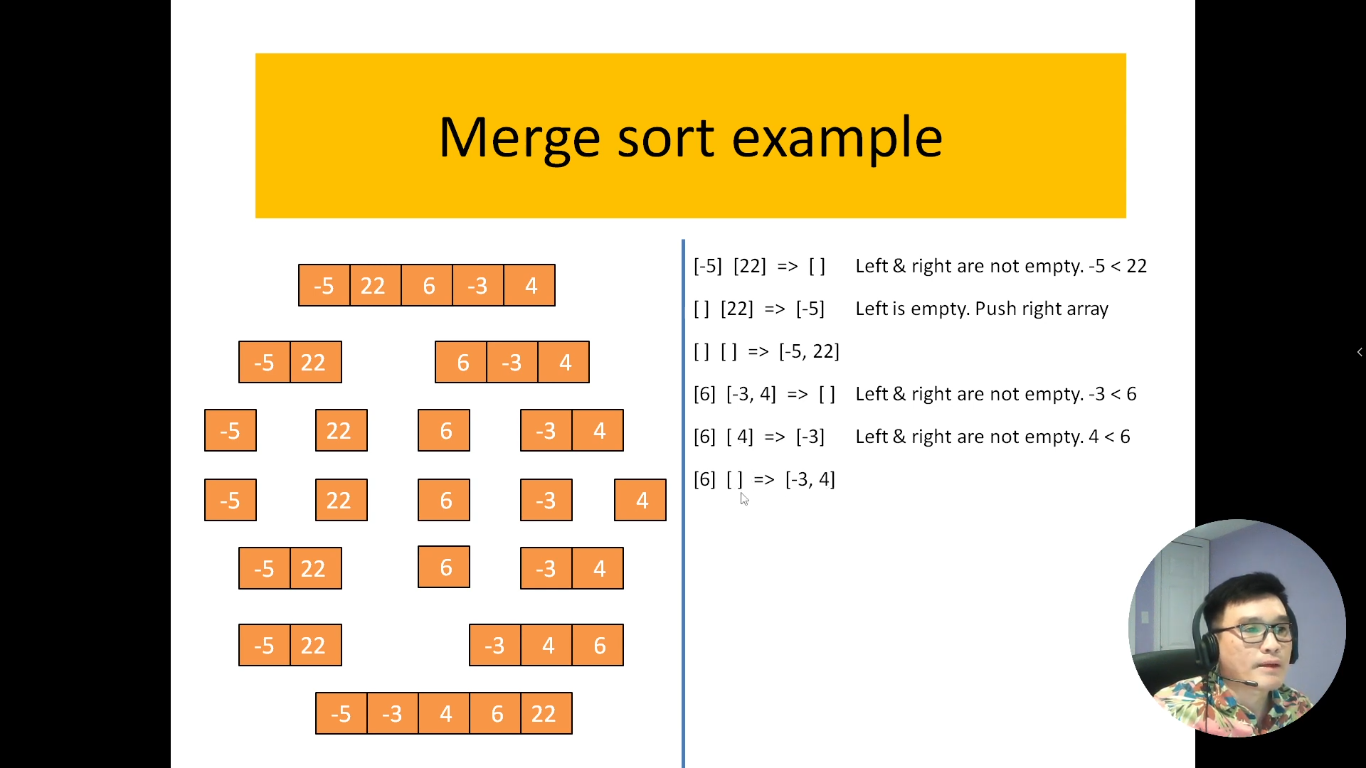 Merge sort example
-5 22 6 -3 4
-5 22 6 -3 4
-5 22 6 -3 4
-5 22 6 -3 4
-5 22 6 -3 4
-5 22 -3 4 6
-5 -3 4 6 22
[-5] [22] => [ ] Left & right are not empty. -5 < 22
[ ] [22] => [-5] Left is empty. Push right array
[ ] [ ] => [-5, 22]
[6] [-3, 4] => [ ] Left & right are not empty. -3 < 6
[6] [ 4] => [-3] Left & right are not empty. 4 < 6
[6] [ ] => [-3, 4]